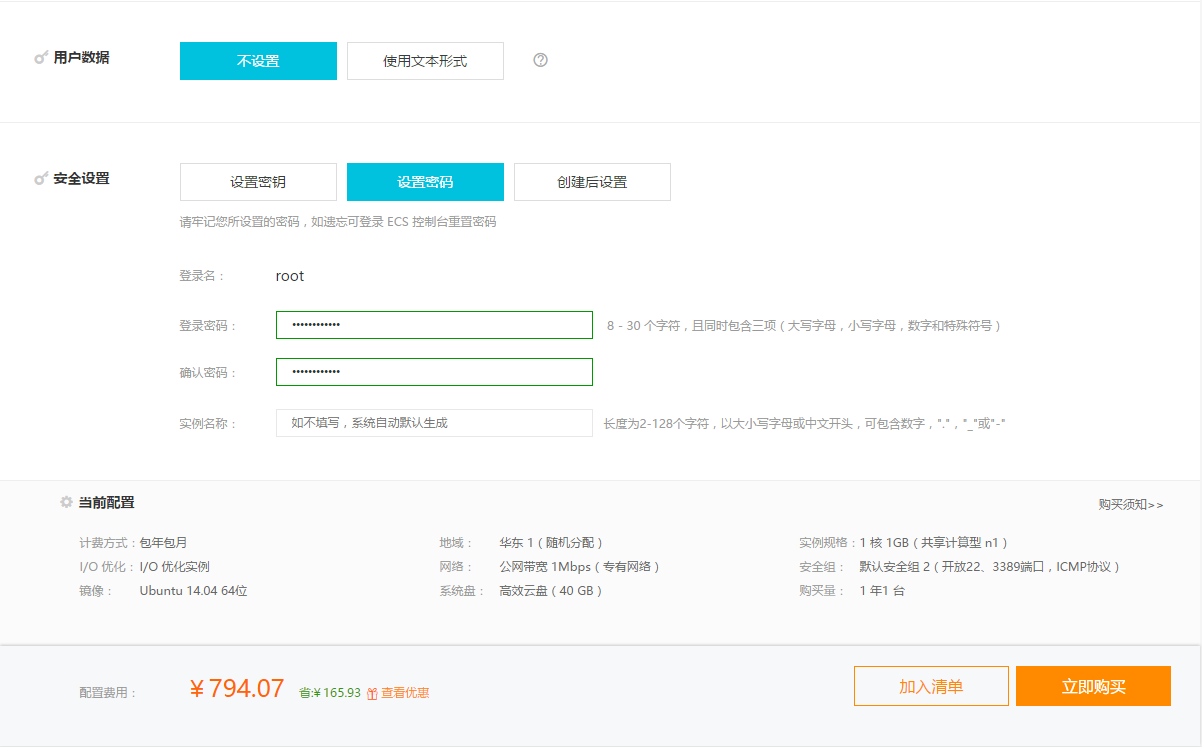 用户数据 不设置 使用文本形式
安全设置 设置密钥 设置密码 创建后设置
请牢记您所设置的密码，如遗忘可登录 ECS 控制台重置密码
登录名： root
登录密码： •••••••••••• 8 - 30 个字符，且同时包含三项（大写字母，小写字母，数字和特殊符号）
确认密码： ••••••••••••
实例名称： 如不填写，系统自动默认生成 长度为2-128个字符，以大小写字母或中文开头，可包含数字，"."，"_"或"-"
当前配置 购买须知>>
计费方式：包年包月 地域： 华东 1（随机分配） 实例规格：1 核 1GB（共享计算型 n1）
I/O 优化：I/O 优化实例 网络： 公网带宽 1Mbps（专有网络） 安全组： 默认安全组 2（开放22、3389端口，ICMP协议）
镜像： Ubuntu 14.04 64位 系统盘： 高效云盘（40 GB） 购买量： 1 年1 台
配置费用： ¥ 794.07 省:¥ 165.93 查看优惠 加入清单 立即购买